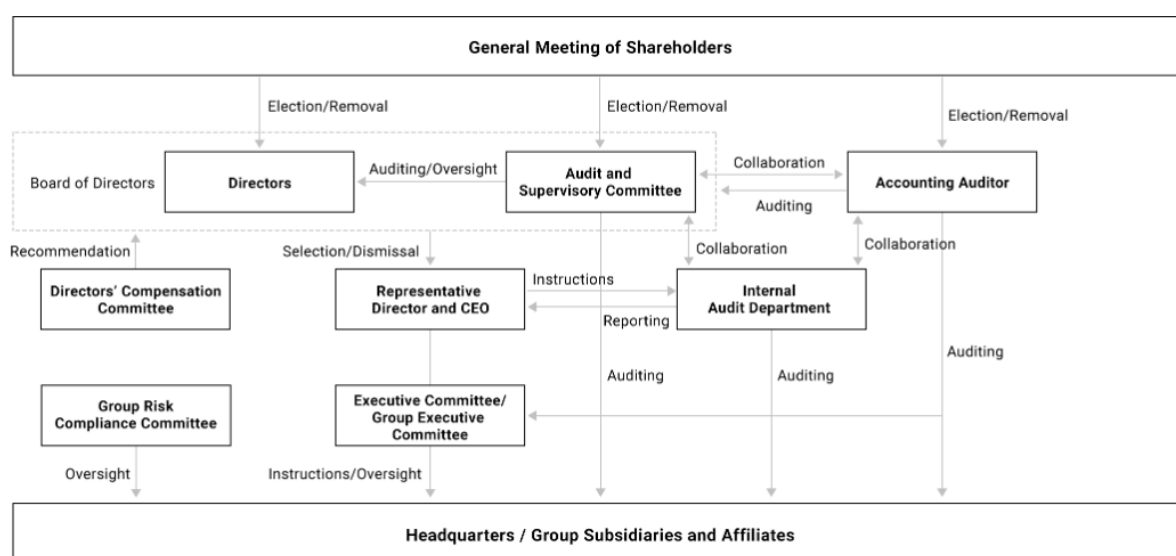 General Meeting of Shareholders
Election/Removal
Election/Removal
Election/Removal
Board of Directors
Directors
Auditing/Oversight
Audit and
Supervisory Committee
Collaboration
Auditing
Accounting Auditor
Recommendation
Selection/Dismissal
Collaboration
Collaboration
Directors' Compensation
Committee
Representative
Director and CEO
Instructions
Reporting
Internal
Audit Department
Auditing
Auditing
Auditing
Group Risk
Compliance Committee
Executive Committee/
Group Executive
Committee
Oversight
Instructions/Oversight
Headquarters / Group Subsidiaries and Affiliates